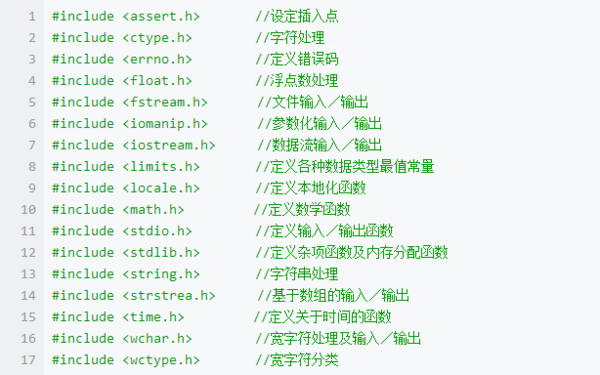 1 #include <assert.h> //设定插入点
2 #include <ctype.h> //字符处理
3 #include <errno.h> //定义错误码
4 #include <float.h> //浮点数处理
5 #include <fstream.h> //文件输入／输出
6 #include <iomanip.h> //参数化输入／输出
7 #include <iostream.h> //数据流输入／输出
8 #include <limits.h> //定义各种数据类型最值常量
9 #include <locale.h> //定义本地化函数
10 #include <math.h> //定义数学函数
11 #include <stdio.h> //定义输入／输出函数
12 #include <stdlib.h> //定义杂项函数及内存分配函数
13 #include <string.h> //字符串处理
14 #include <strstrea.h> //基于数组的输入／输出
15 #include <time.h> //定义关于时间的函数
16 #include <wchar.h> //宽字符处理及输入／输出
17 #include <wctype.h> //宽字符分类